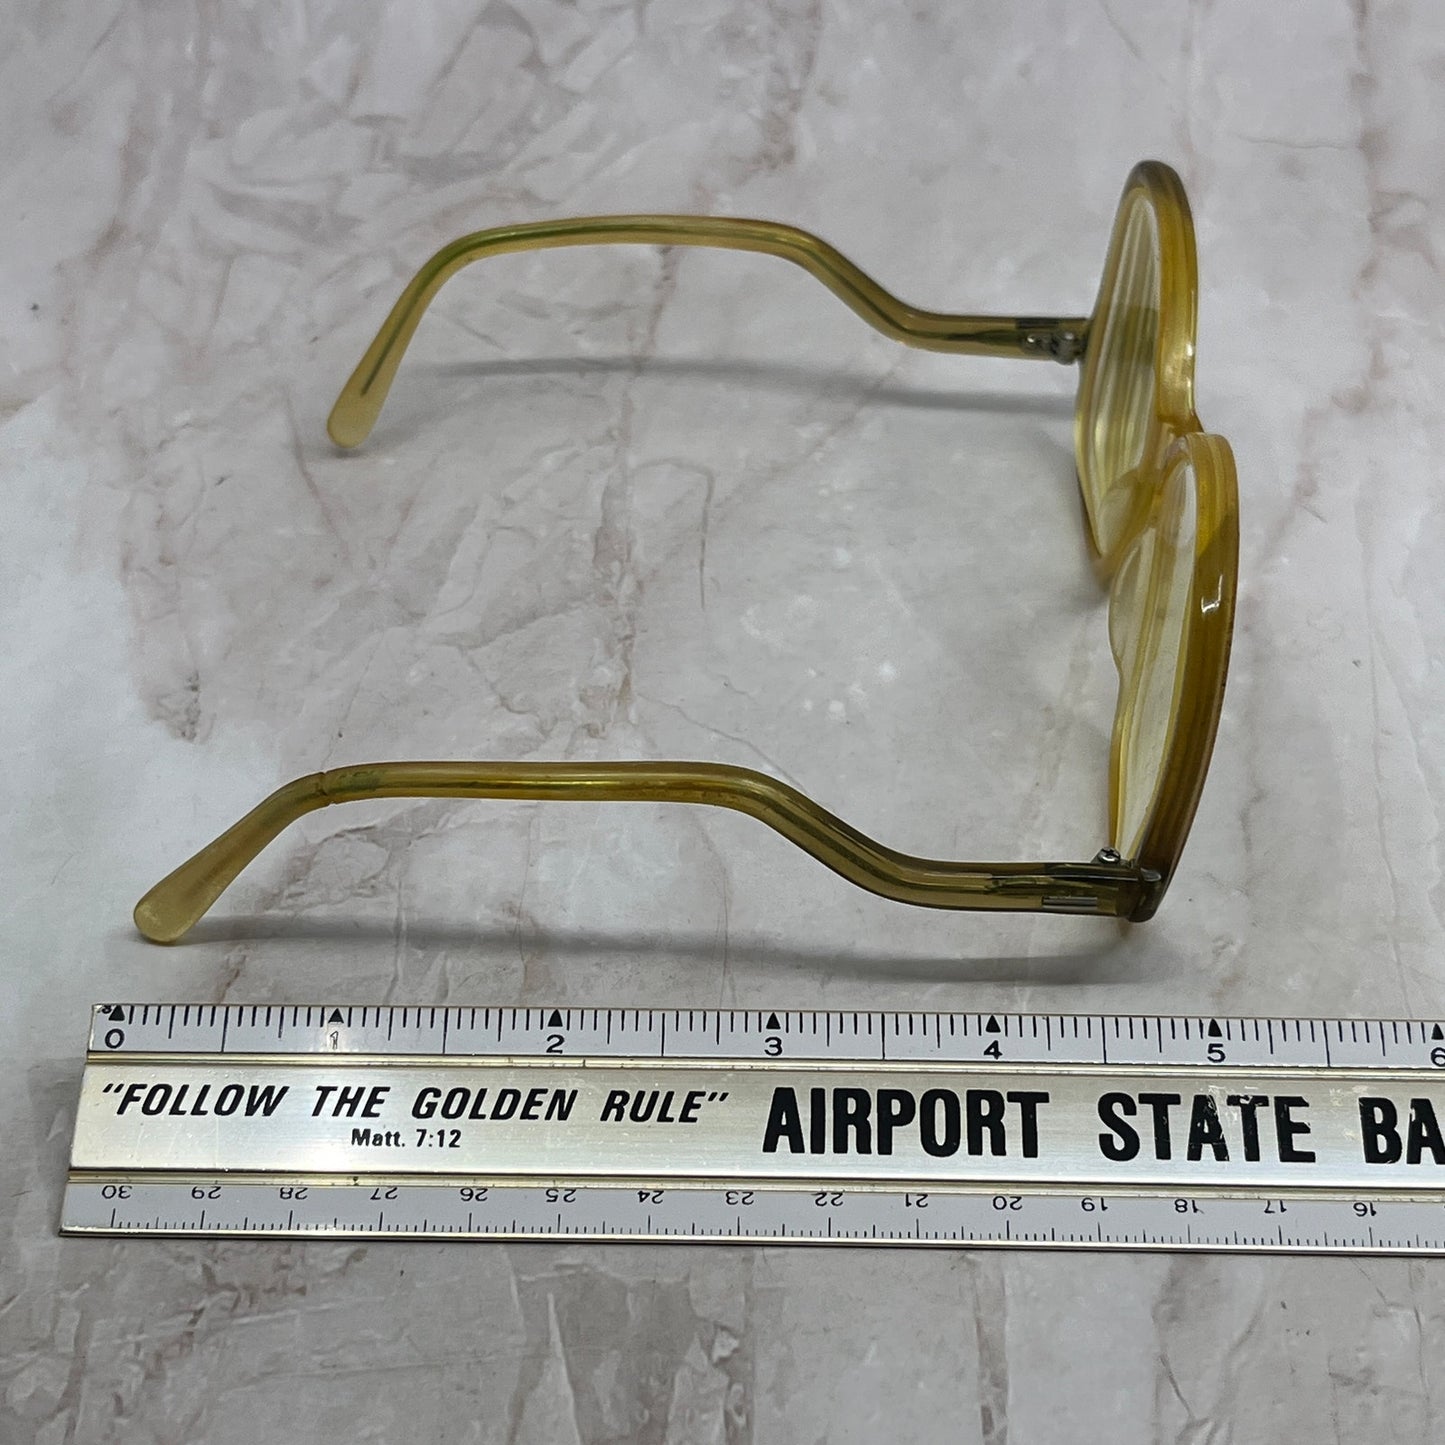 0 1 2 3 4 5 6
"FOLLOW THE GOLDEN RULE" AIRPORT STATE BA
Matt. 7:12
30 29 28 27 26 25 24 23 22 21 20 19 18 17 16